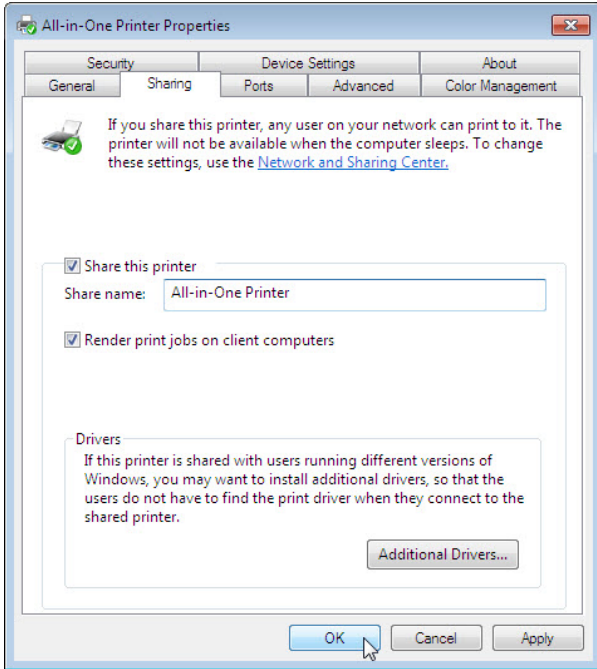 All-in-One Printer Properties
Security Device Settings About
General Sharing Ports Advanced Color Management
If you share this printer, any user on your network can print to it. The
printer will not be available when the computer sleeps. To change
these settings, use the Network and Sharing Center.
Share this printer
Share name: All-in-One Printer
Render print jobs on client computers
Drivers
If this printer is shared with users running different versions of
Windows, you may want to install additional drivers, so that the
users do not have to find the print driver when they connect to the
shared printer.
Additional Drivers...
OK Cancel Apply